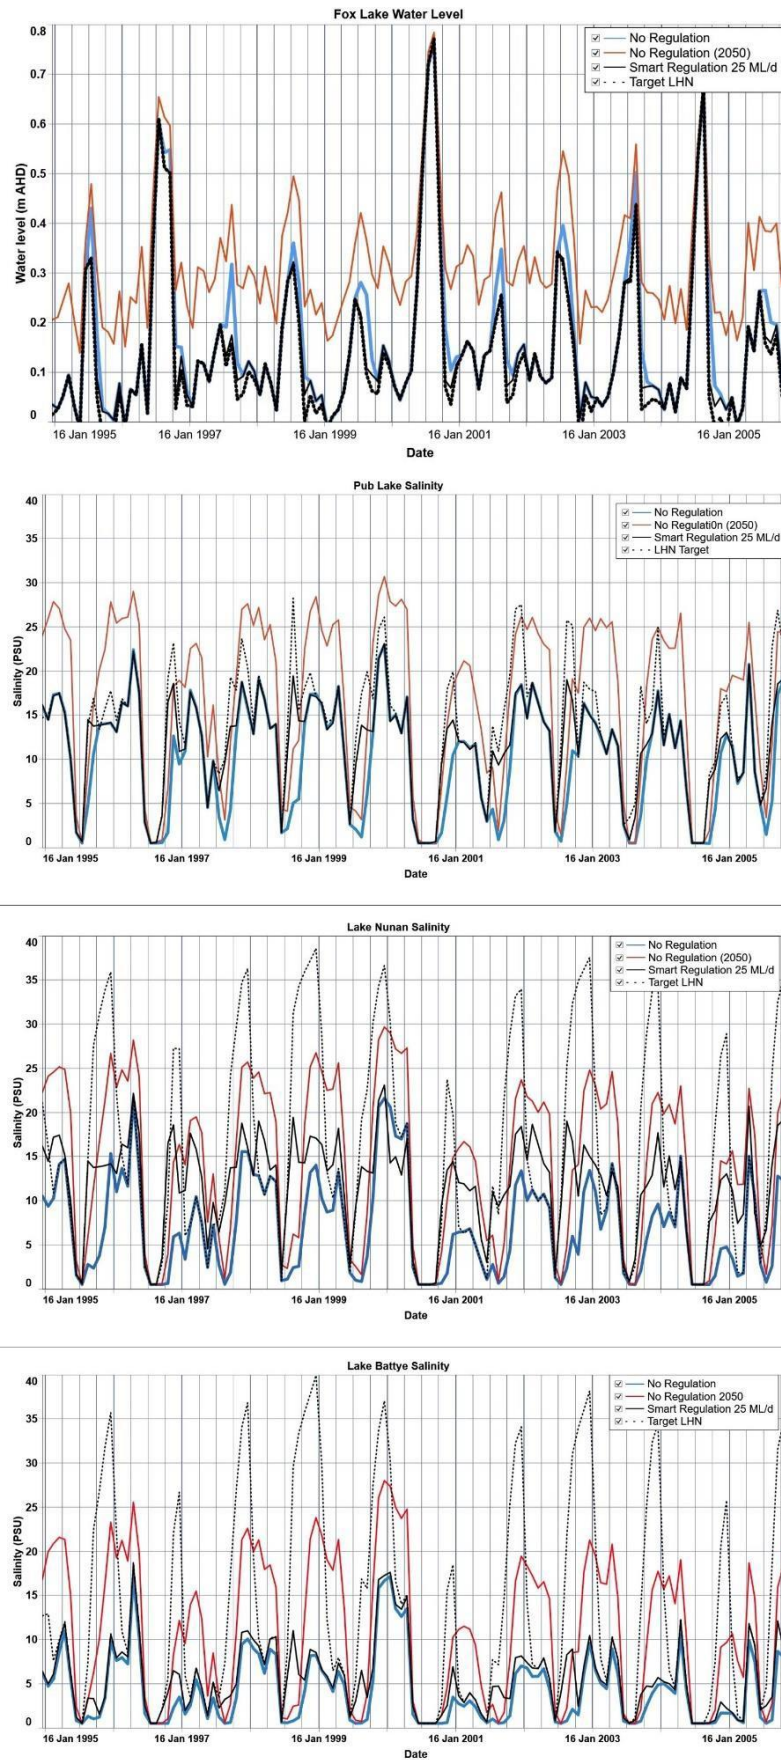 Fox Lake Water Level
No Regulation
No Regulation (2050)
Smart Regulation 25 ML/d
Target LHN
Water level (m AHD)
0.8
0.7
0.6
0.5
0.4
0.3
0.2
0.1
0
16 Jan 1995 16 Jan 1997 16 Jan 1999 16 Jan 2001 16 Jan 2003 16 Jan 2005
Date
Pub Lake Salinity
No Regulation
No Regulati0n (2050)
Smart Regulation 25 ML/d
LHN Target
Salinity (PSU)
40
35
30
25
20
15
10
5
0
16 Jan 1995 16 Jan 1997 16 Jan 1999 16 Jan 2001 16 Jan 2003 16 Jan 2005
Date
Lake Nunan Salinity
No Regulation
No Regulation (2050)
Smart Regulation 25 ML/d
Target LHN
Salinity (PSU)
40
35
30
25
20
15
10
5
0
16 Jan 1995 16 Jan 1997 16 Jan 1999 16 Jan 2001 16 Jan 2003 16 Jan 2005
Date
Lake Battye Salinity
No Regulation
No Regulation 2050
Smart Regulation 25 ML/d
Target LHN
Salinity (PSU)
40
35
30
25
20
15
10
5
0
16 Jan 1995 16 Jan 1997 16 Jan 1999 16 Jan 2001 16 Jan 2003 16 Jan 2005
Date